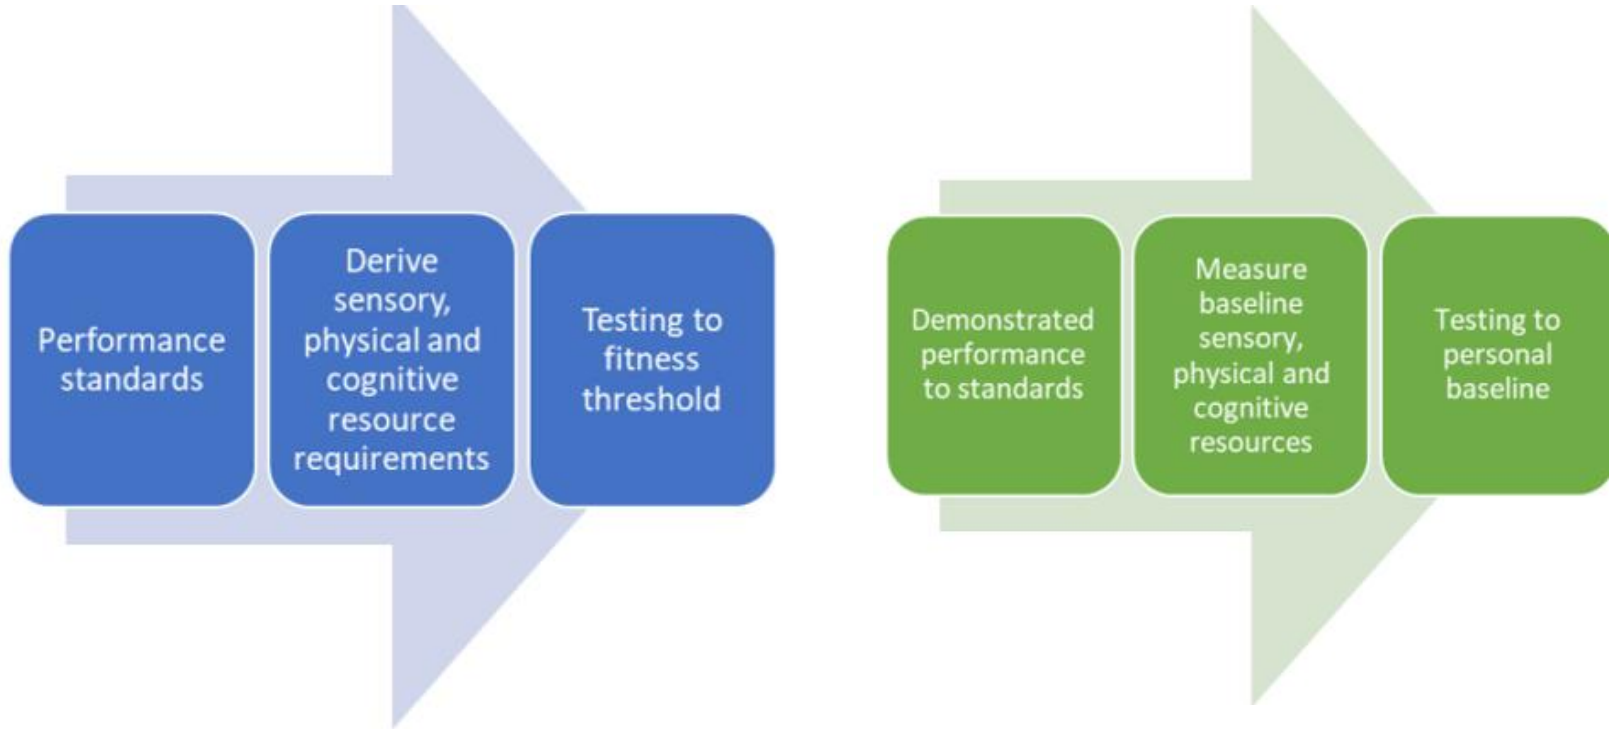 Performance
standards
Derive
sensory,
physical and
cognitive
resource
requirements
Testing to
fitness
threshold
Demonstrated
performance
to standards
Measure
baseline
sensory,
physical and
cognitive
resources
Testing to
personal
baseline